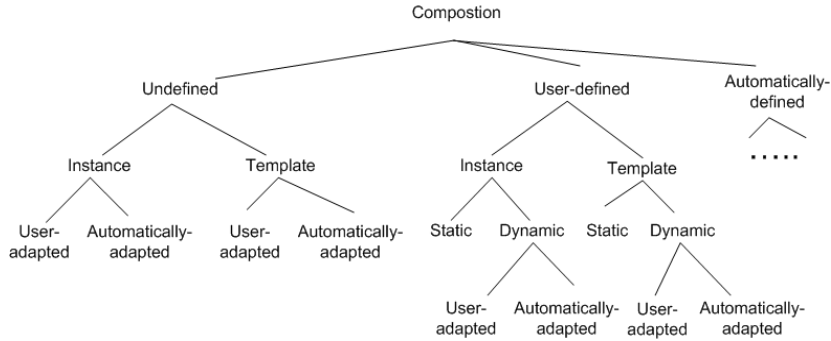 Compostion
Undefined
User-defined
Automatically-
defined
Instance
Template
Instance
Template
.....
User-
adapted
Automatically-
adapted
User-
adapted
Automatically-
adapted
Static
Dynamic
Static
Dynamic
User-
adapted
Automatically-
adapted
User-
adapted
Automatically-
adapted